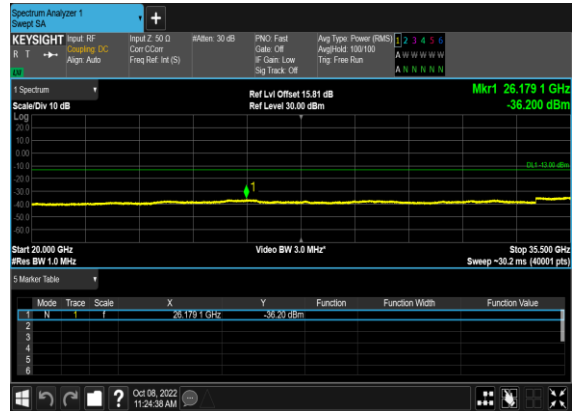 Spectrum Analyzer 1
Swept SA
+
KEYSIGHT Input: RF Input Z: 50 Ω #Atten: 30 dB PNO: Fast Avg Type: Power (RMS) 1 2 3 4 5 6
R T Coupling: DC Corr CCorr Gate: Off Avg|Hold: 100/100 A W W W W W
Align: Auto Freq Ref: Int (S) IF Gain: Low Trig: Free Run
Sig Track: Off A N N N N N
1 Spectrum Ref Lvl Offset 15.81 dB Mkr1 26.179 1 GHz
Scale/Div 10 dB Ref Level 30.00 dBm -36.200 dBm
Log
20.0
10.0
0.00
-10.0 DL1 -13.00 dBm
-20.0
-30.0 1
-40.0
-50.0
-60.0
Start 20.000 GHz Video BW 3.0 MHz* Stop 35.500 GHz
#Res BW 1.0 MHz Sweep ~30.2 ms (40001 pts)
5 Marker Table
Mode Trace Scale X Y Function Function Width Function Value
1 N 1 f 26.179 1 GHz -36.20 dBm
2
3
4
5
6
? Oct 08, 2022
11:24:38 AM